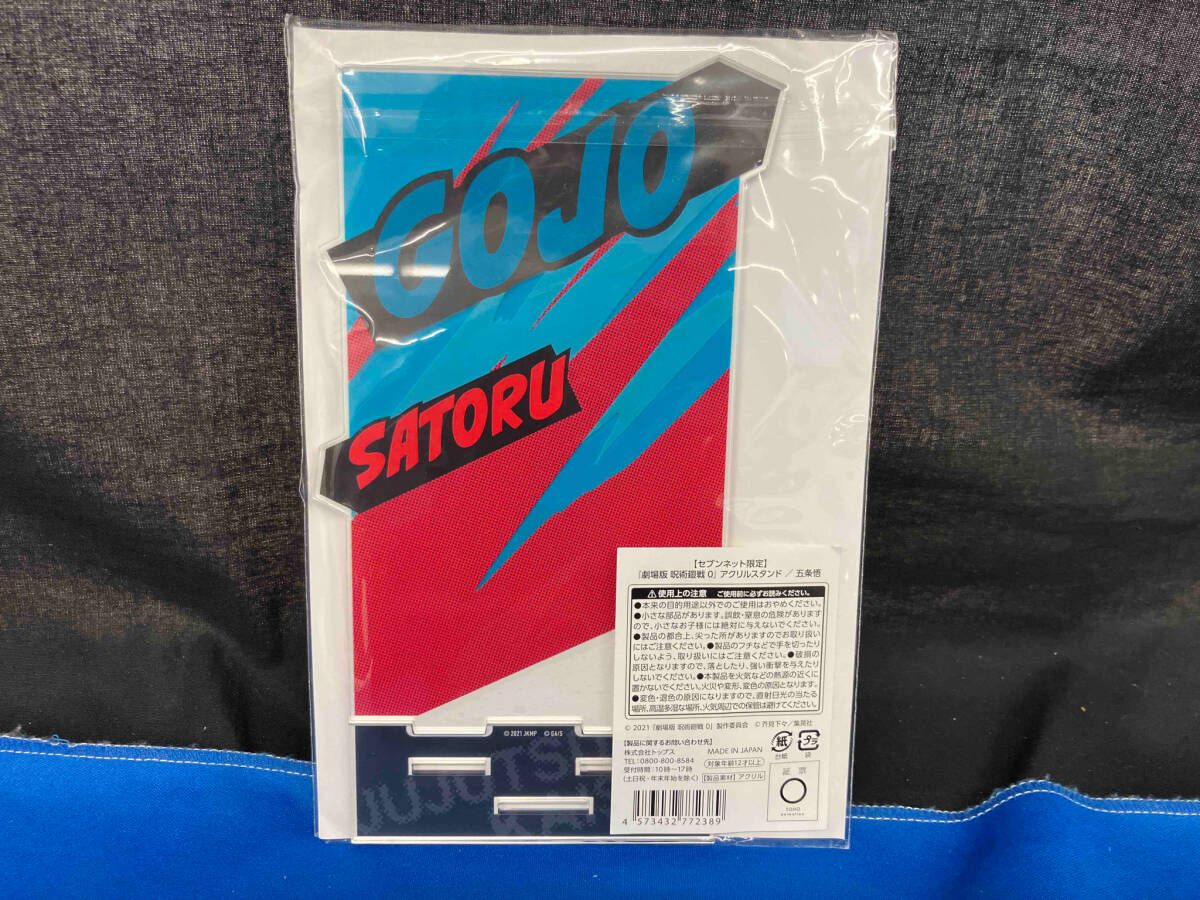 GOJO
SATORU
© 2021 JKMP © GA/S
JUJUTS
【セブンネット限定】
『劇場版 呪術廻戦 0』アクリルスタンド／五条悟
使用上の注意 ご使用前に必ずお読みください。
●本来の目的用途以外でのご使用はおやめください。
●小さな部品があります。誤飲・窒息の危険があります
ので、小さなお子様には絶対に与えないでください。
●製品の都合上、尖った所がありますのでお取り扱い
にはご注意ください。●製品のフチなどで手を切ったり
しないよう、取り扱いにはご注意ください。●破損の
原因となりますので、落としたり、強い衝撃を与えたり
しないでください。●本製品を火気などの熱源の近くに
置かないでください。火災や変形、変色の原因となります。
●変色・退色の原因になりますので、直射日光の当たる
場所、高温多湿な場所、火気周辺での保管は避けてください。
© 2021『劇場版 呪術廻戦 0』製作委員会 © 芥見下々／集英社
【製品に関するお問い合わせ先】
株式会社トシプス MADE IN JAPAN
TEL：0800-800-8584
受付時間：10時～17時 対象年齢12才以上
(土日祝・年末年始を除く) 【製品素材】アクリル
紙 プラ
台紙 袋
証票
TOHO
animation
4 573432 772389